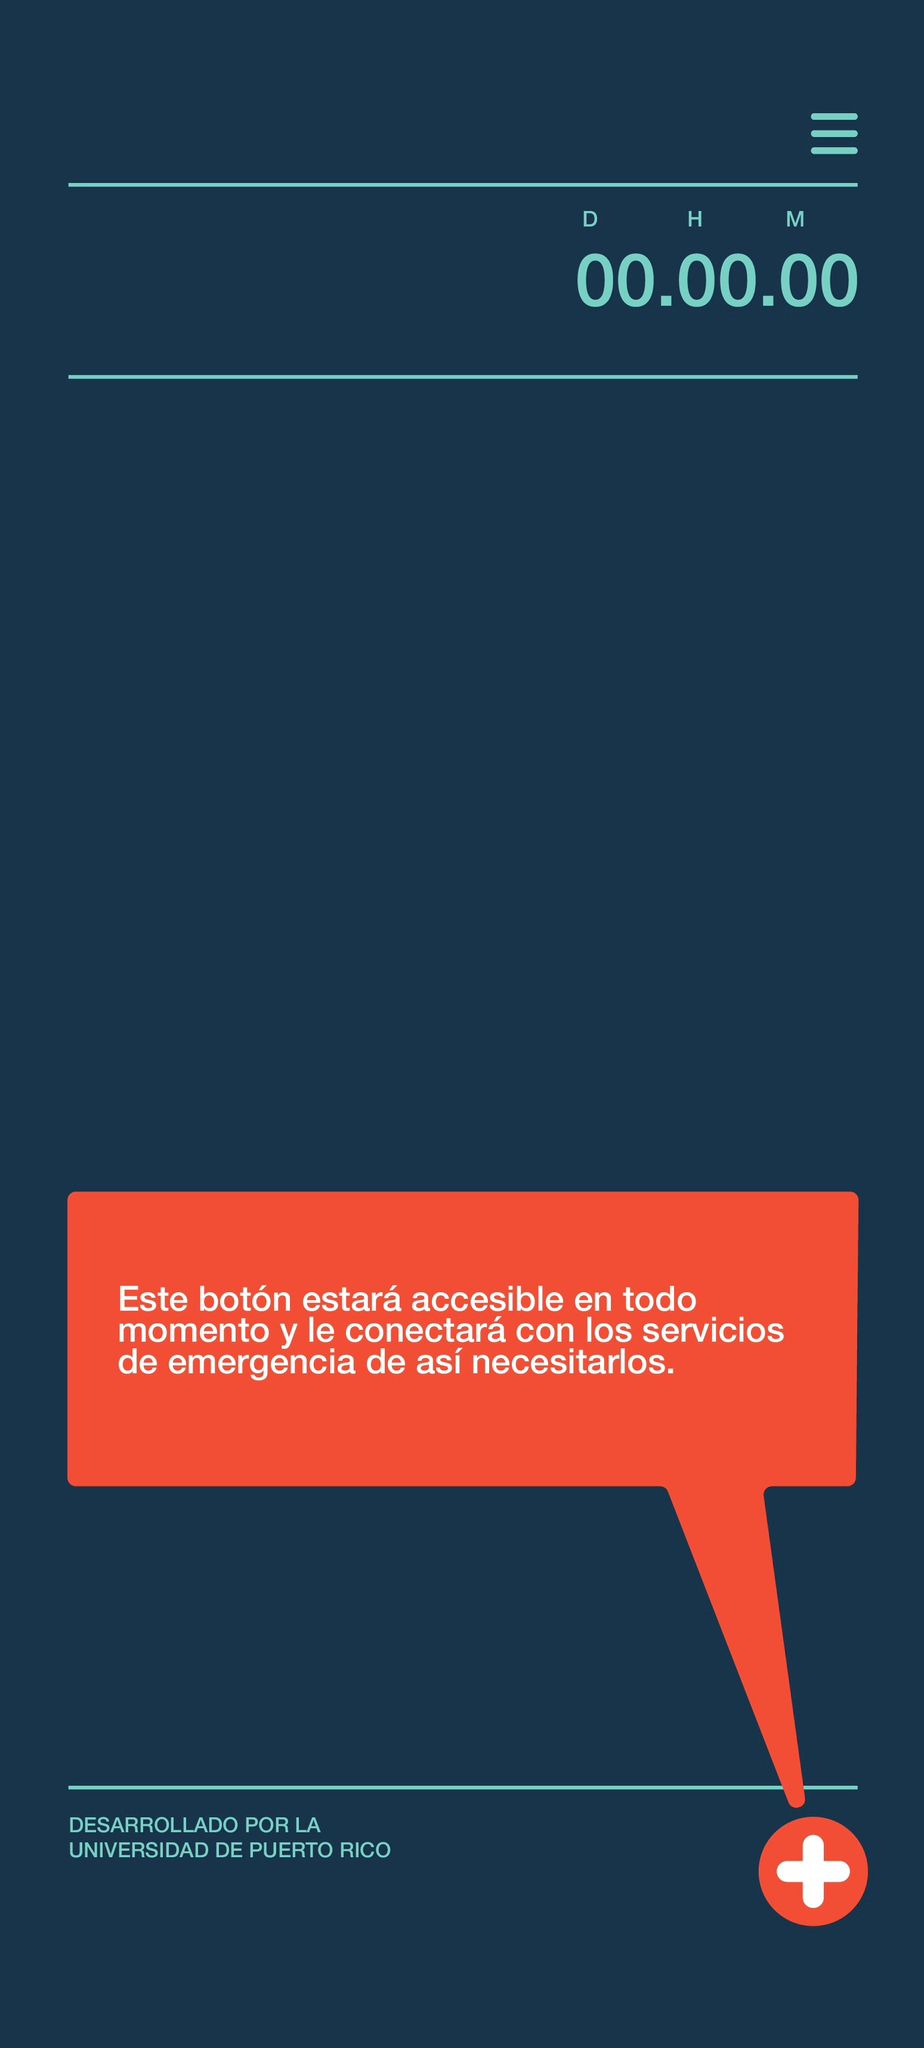 D H M
00.00.00
Este botón estará accesible en todo
momento y le conectará con los servicios
de emergencia de así necesitarlos.
DESARROLLADO POR LA
UNIVERSIDAD DE PUERTO RICO